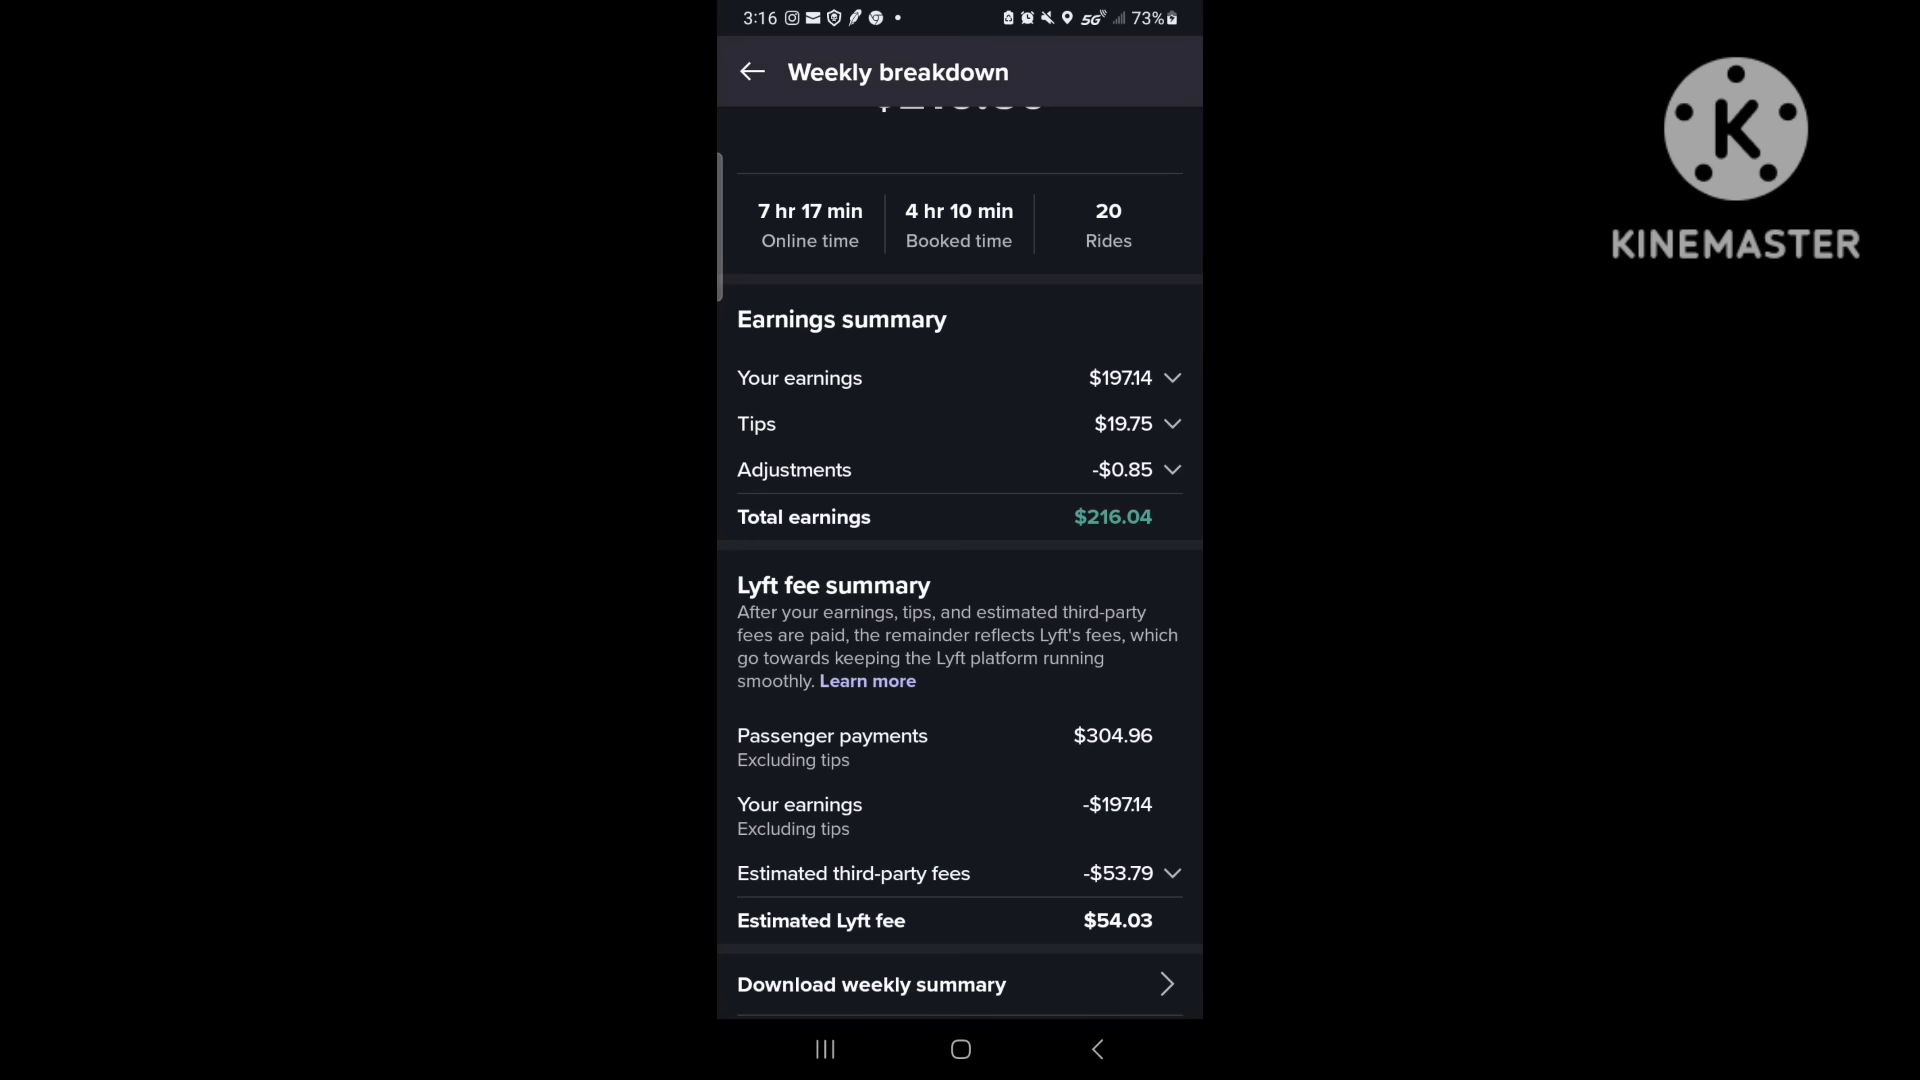 3:16
5G
73%
Weekly breakdown
7 hr 17 min
4 hr 10 min
20
Online time
Booked time
Rides
Earnings summary
Your earnings $197.14
Tips $19.75
Adjustments -$0.85
Total earnings $216.04
Lyft fee summary
After your earnings, tips, and estimated third-party
fees are paid, the remainder reflects Lyft's fees, which
go towards keeping the Lyft platform running
smoothly. Learn more
Passenger payments $304.96
Excluding tips
Your earnings -$197.14
Excluding tips
Estimated third-party fees -$53.79
Estimated Lyft fee $54.03
Download weekly summary
K
KINEMASTER